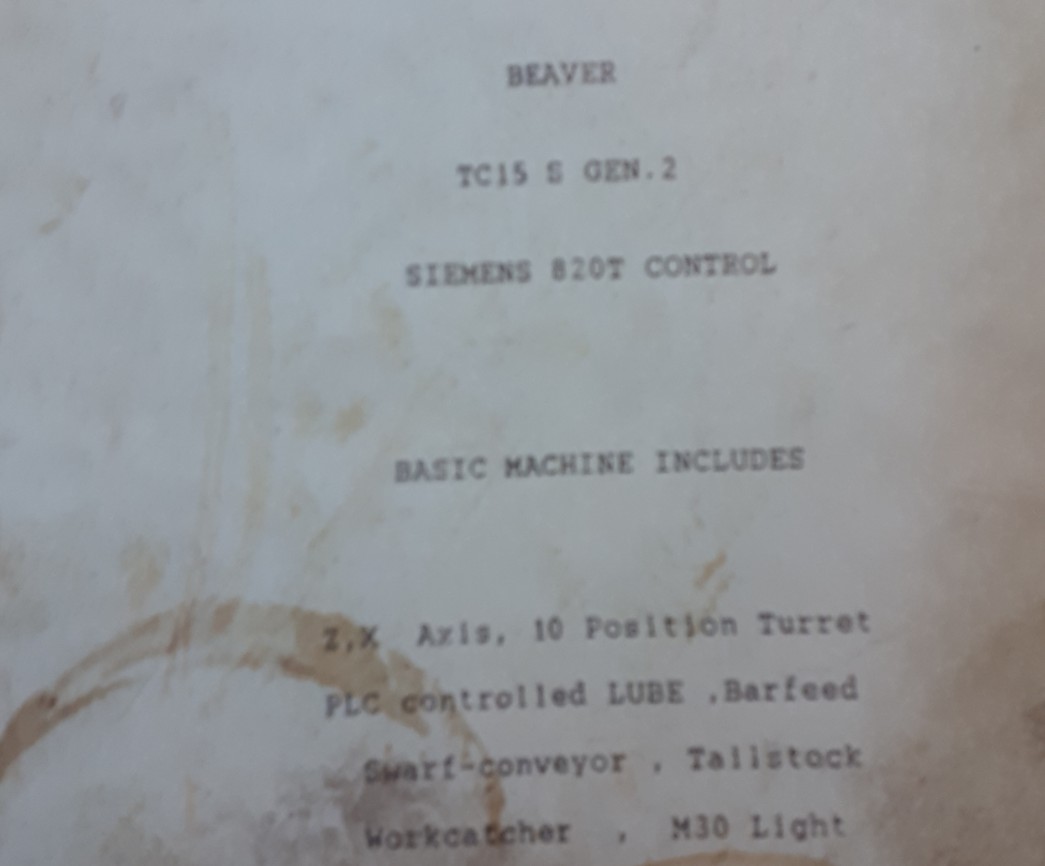 BEAVER
TC15 S GEN.2
SIEMENS 820T CONTROL
BASIC MACHINE INCLUDES
Z,X Axis, 10 Position Turret
PLC controlled LUBE ,Barfeed
Swarf-conveyor , Tailstock
Workcatcher , M30 Light